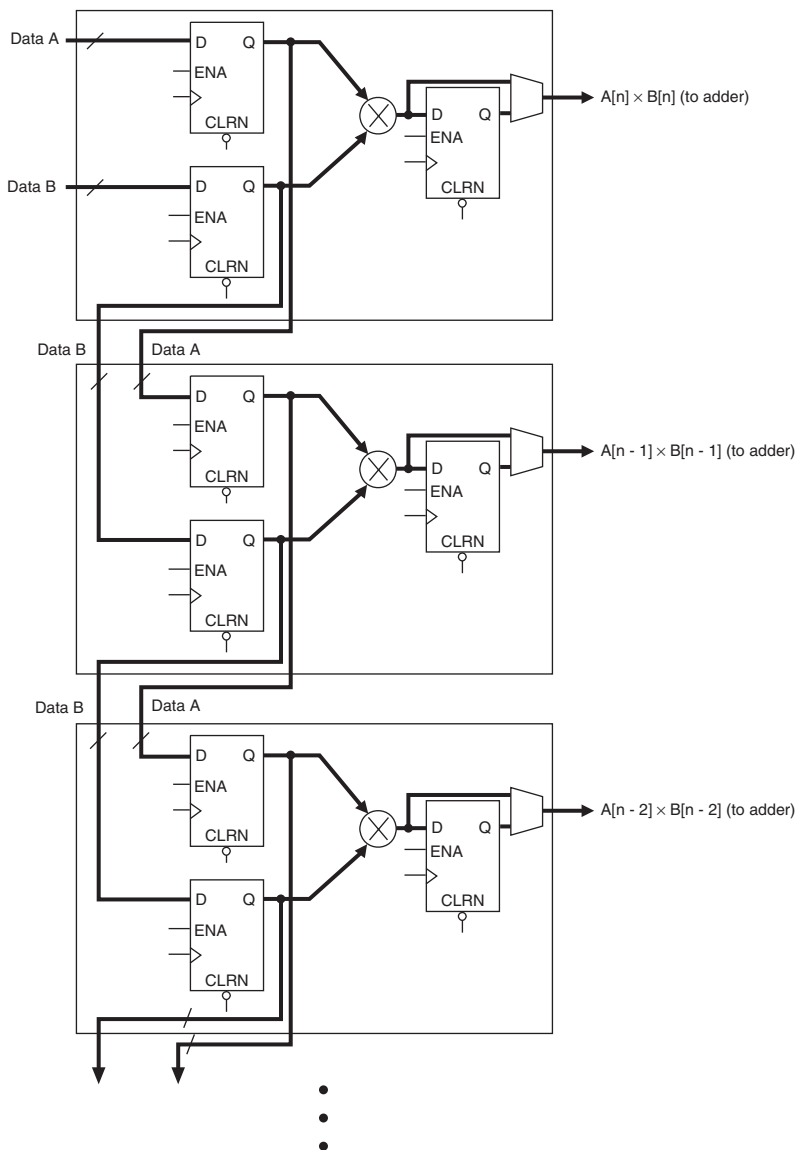 Data A
D Q
ENA
CLRN
Data B
D Q
ENA
CLRN
D Q
ENA
CLRN
A[n] × B[n] (to adder)
Data B
Data A
D Q
ENA
CLRN
D Q
ENA
CLRN
D Q
ENA
CLRN
A[n - 1] × B[n - 1] (to adder)
Data B
Data A
D Q
ENA
CLRN
D Q
ENA
CLRN
D Q
ENA
CLRN
A[n - 2] × B[n - 2] (to adder)